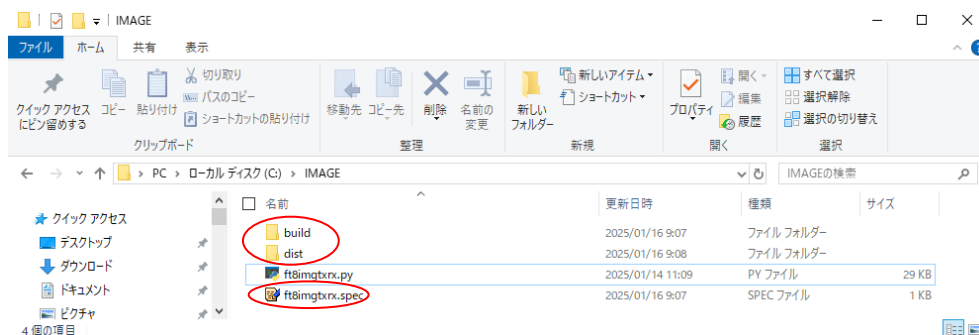 IMAGE
ファイル ホーム 共有 表示
クイック アクセス
にピン留めする
コピー
貼り付け
切り取り
パスのコピー
ショートカットの貼り付け
クリップボード
移動先
コピー先
削除
名前の
変更
整理
新しい
フォルダー
新しいアイテム
ショートカット
新規
プロパティ
開く
編集
履歴
開く
すべて選択
選択解除
選択の切り替え
選択
PC › ローカル ディスク (C:) › IMAGE
IMAGEの検索
クイック アクセス
デスクトップ
ダウンロード
ドキュメント
ピクチャ
名前 更新日時 種類 サイズ
build 2025/01/16 9:07 ファイル フォルダー
dist 2025/01/16 9:08 ファイル フォルダー
ft8imgtxrx.py 2025/01/14 11:09 PY ファイル 29 KB
ft8imgtxrx.spec 2025/01/16 9:07 SPEC ファイル 1 KB
4 個の項目